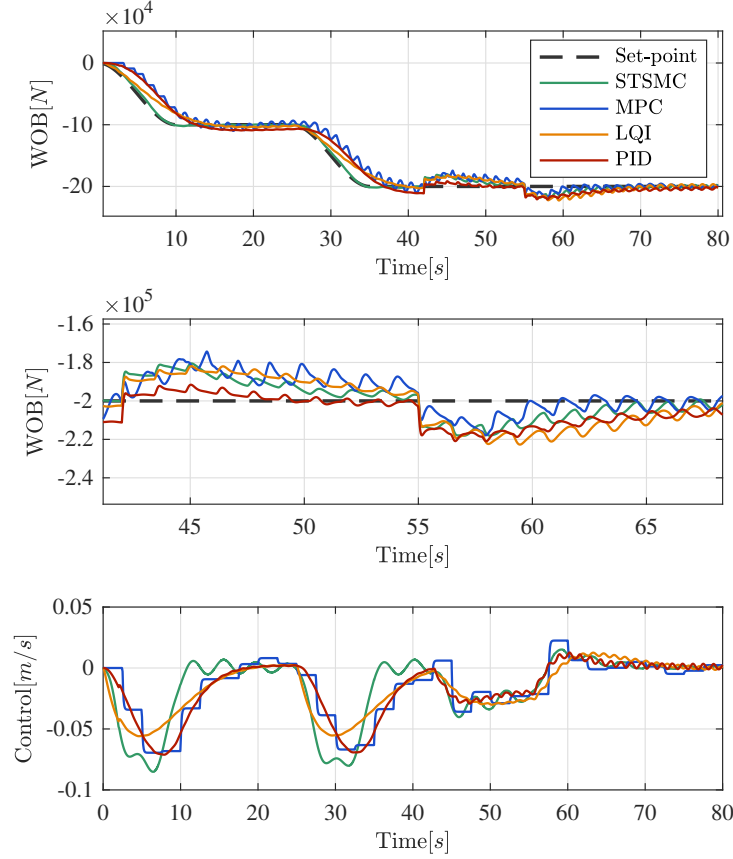 ×10⁴
0
-10
-20
WOB[N]
10 20 30 40 50 60 70 80
Time[s]
Set-point
STSMC
MPC
LQI
PID
×10⁵
-1.6
-1.8
-2
-2.2
-2.4
WOB[N]
45 50 55 60 65
Time[s]
0.05
0
-0.05
-0.1
Control[m/s]
0 10 20 30 40 50 60 70 80
Time[s]